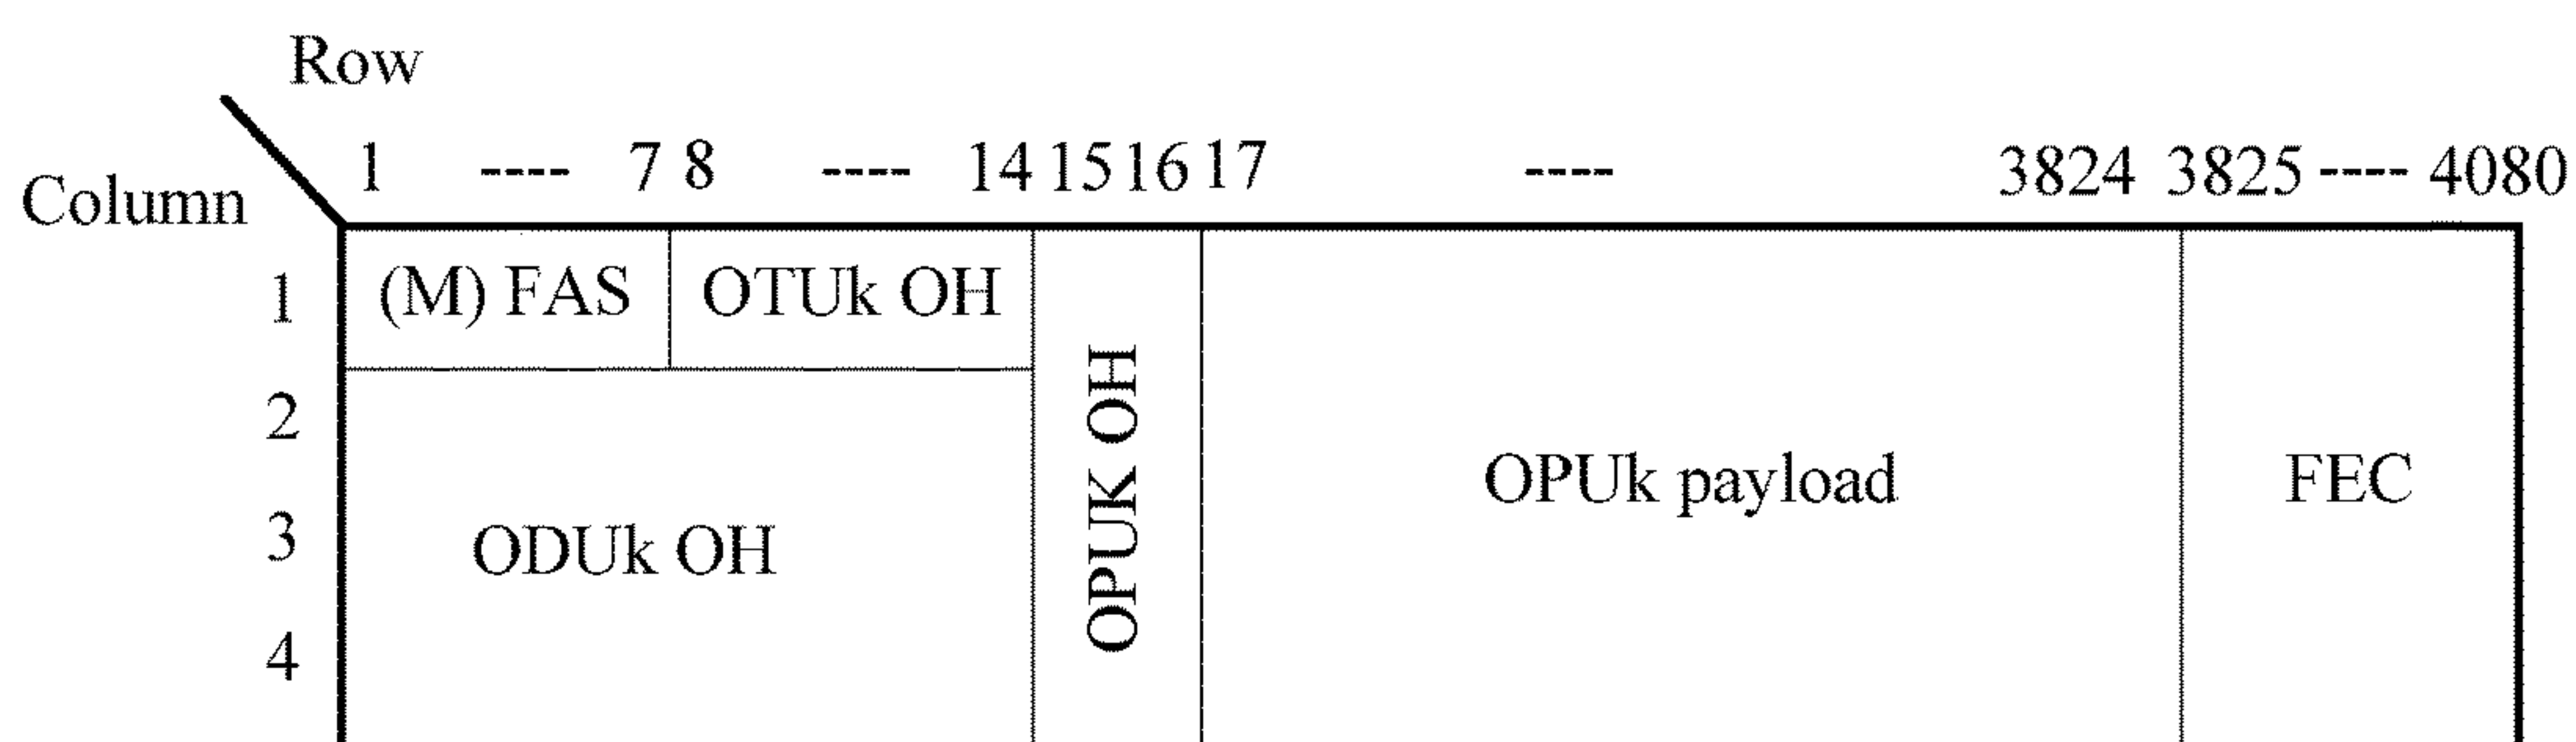 Row
Column 1 ---- 7 8 ---- 14 15 16 17 ---- 3824 3825 ---- 4080
1 (M) FAS OTUk OH
2
3
4
ODUk OH
OPUK OH
OPUk payload
FEC